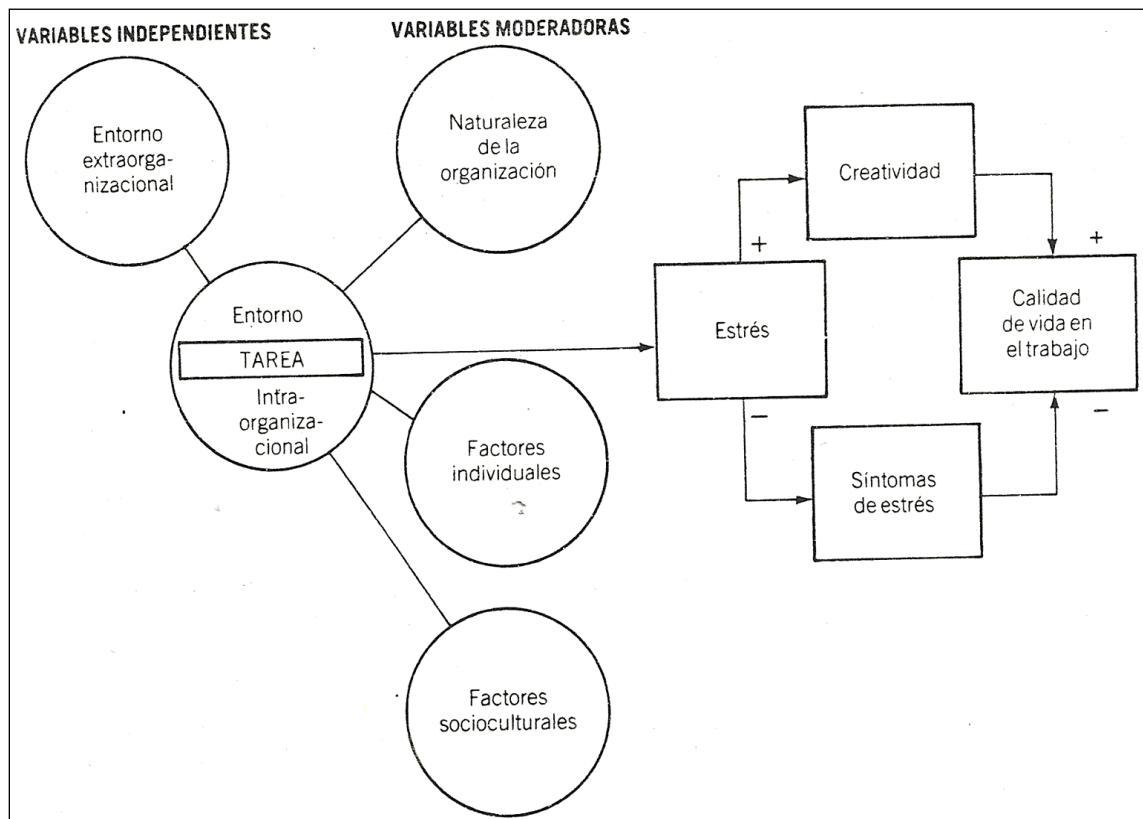 VARIABLES INDEPENDIENTES
VARIABLES MODERADORAS
Entorno
extraorga-
nizacional
Naturaleza
de la
organización
Entorno
TAREA
Intra-
organiza-
cional
Factores
individuales
Factores
socioculturales
Estrés
+
−
Creatividad
Síntomas
de estrés
+
Calidad
de vida en
el trabajo
−